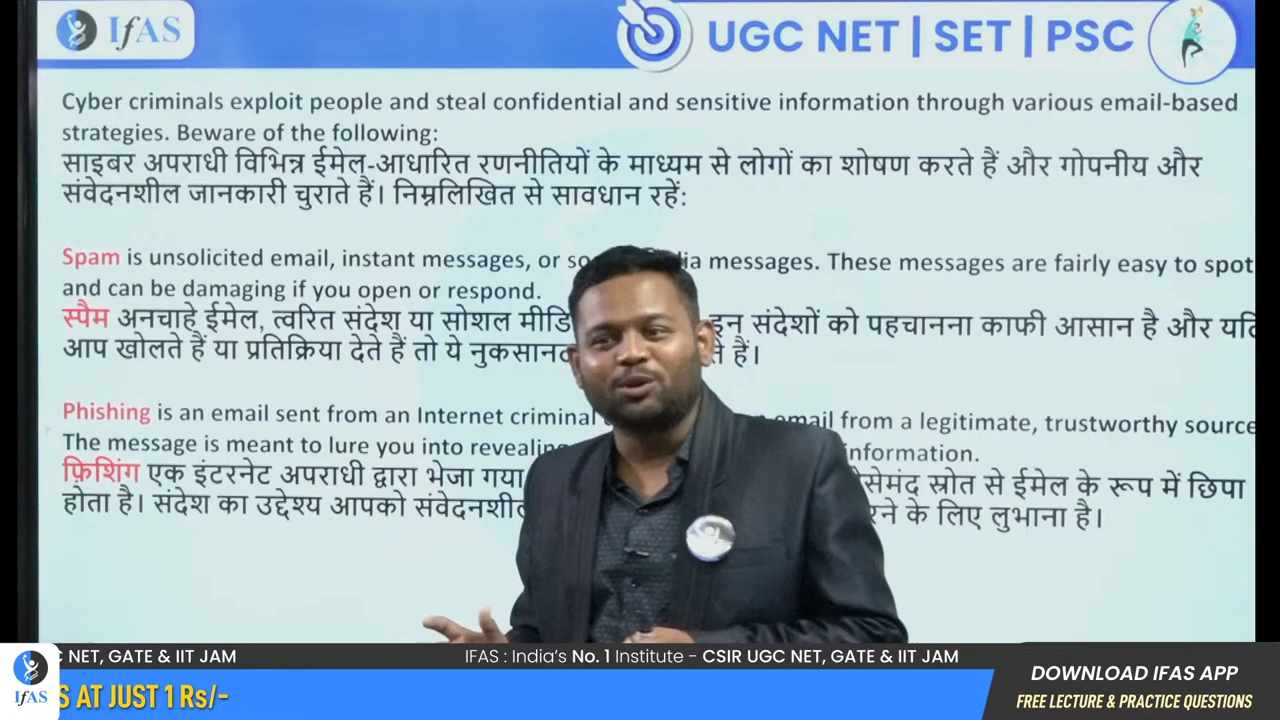 IfAS
UGC NET | SET | PSC
Cyber criminals exploit people and steal confidential and sensitive information through various email-based
strategies. Beware of the following:
साइबर अपराधी विभिन्न ईमेल-आधारित रणनीतियों के माध्यम से लोगों का शोषण करते हैं और गोपनीय और
संवेदनशील जानकारी चुराते हैं। निम्नलिखित से सावधान रहें:
Spam is unsolicited email, instant messages, or messages. These messages are fairly easy to spot
and can be damaging if you open or respond.
स्पैम अनचाहे ईमेल, त्वरित संदेश या सोशल इन संदेशों को पहचानना काफी आसान है और
आप खोलते हैं या प्रतिक्रिया देते हैं तो ये हैं।
Phishing is an email sent from an Internet criminal email from a legitimate, trustworthy source
The message is meant to lure you into information.
फ़िशिंग एक इंटरनेट अपराधी द्वारा भेजा गया स्रोत से ईमेल के रूप में छिपा
होता है। संदेश का उद्देश्य आपको के लिए लुभाना है।
NET, GATE & IIT JAM
IFAS : India's No. 1 Institute - CSIR UGC NET, GATE & IIT JAM
DOWNLOAD IFAS APP
IfAS
AT JUST 1 Rs/-
FREE LECTURE & PRACTICE QUESTIONS